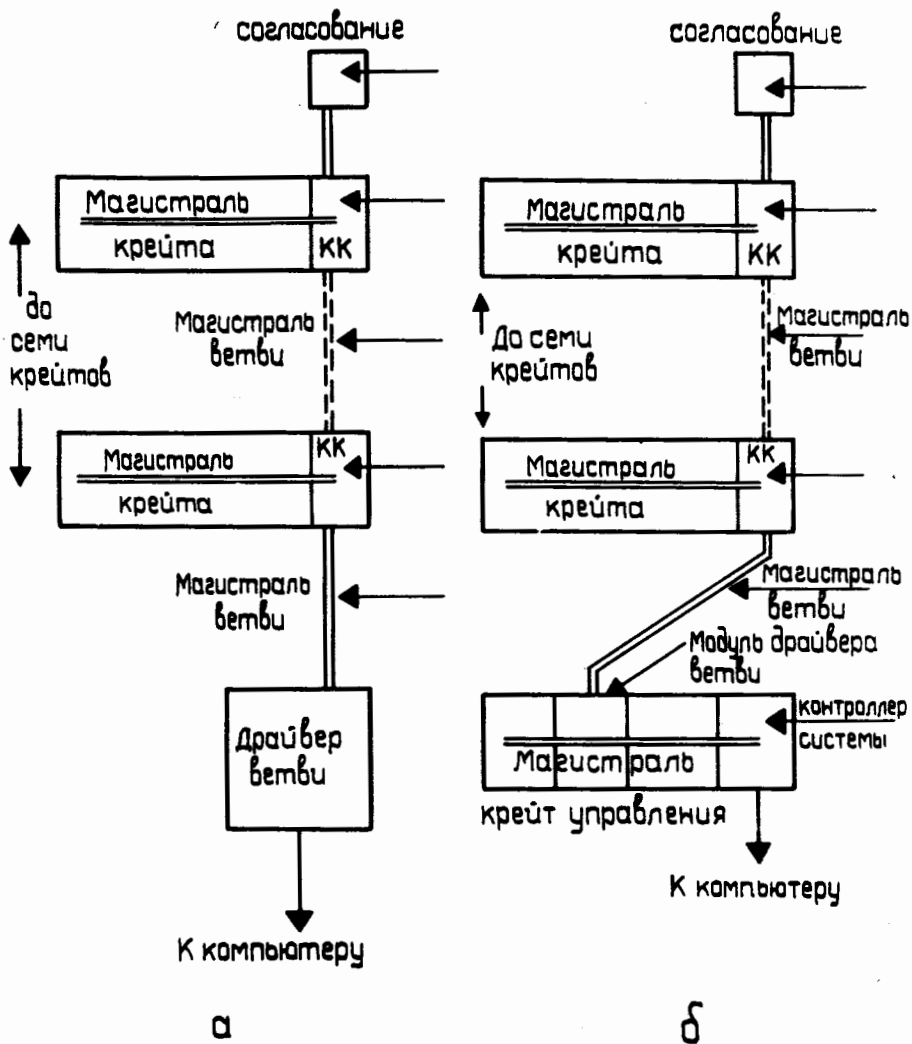 согласование
Магистраль
крейта
КК
до
семи
крейтов
Магистраль
ветви
КК
Магистраль
крейта
Магистраль
ветви
Драйвер
ветви
К компьютеру
а
согласование
Магистраль
крейта
КК
До семи
крейтов
Магистраль
ветви
КК
Магистраль
крейта
Магистраль
ветви
Модуль драйвера
ветви
контроллер
системы
Магистраль
крейт управления
К компьютеру
б